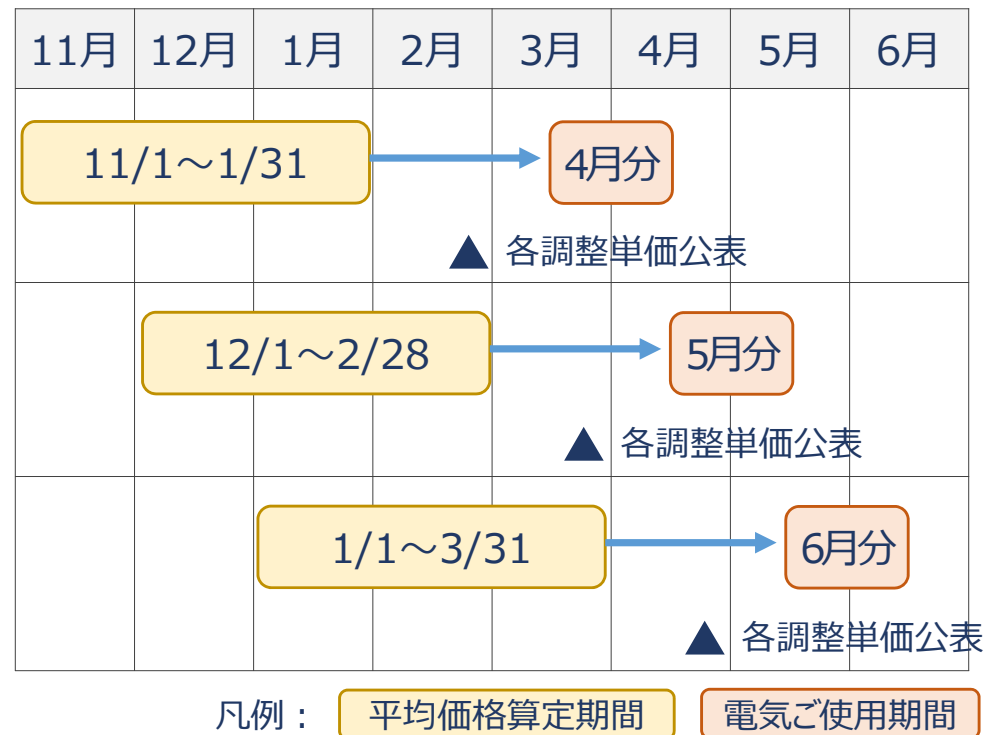 11月 12月 1月 2月 3月 4月 5月 6月
11/1～1/31 4月分
▲ 各調整単価公表
12/1～2/28 5月分
▲ 各調整単価公表
1/1～3/31 6月分
▲ 各調整単価公表
凡例： 平均価格算定期間 電気ご使用期間